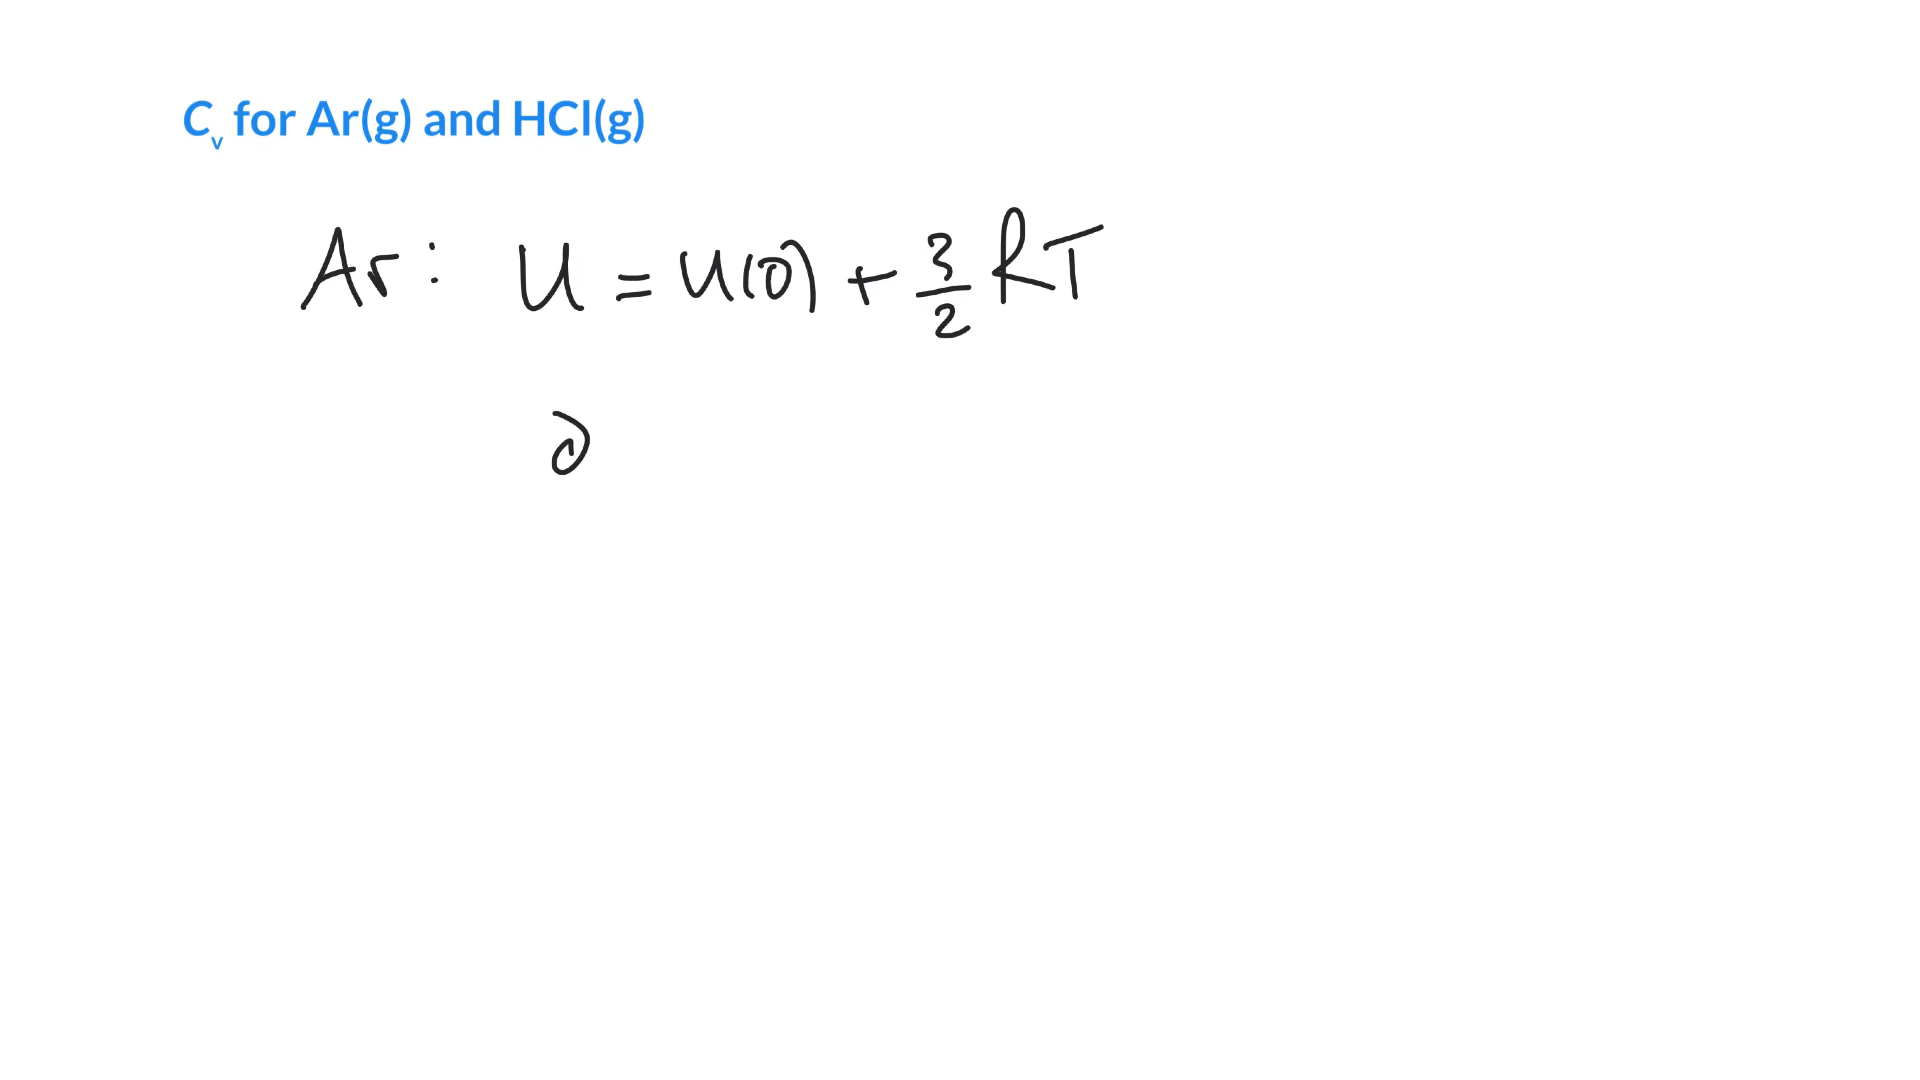 Cᵥ for Ar(g) and HCl(g)
Ar: U = U(0) + 3/2 RT
∂